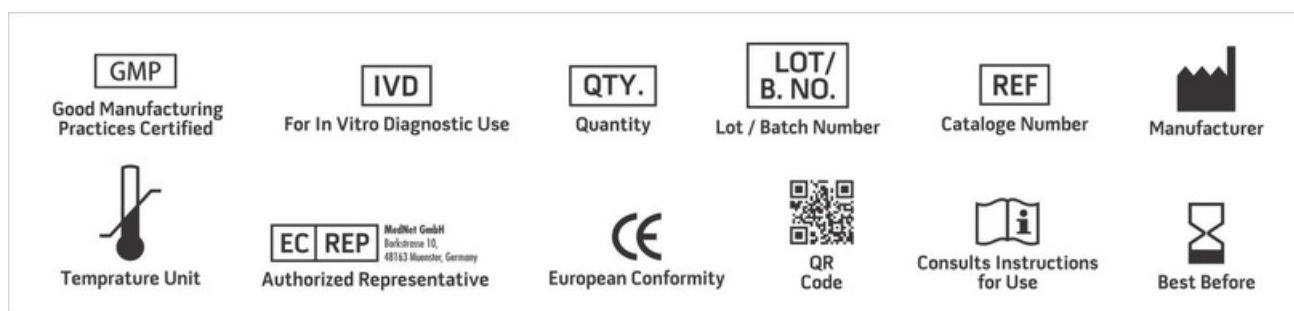 GMP
Good Manufacturing
Practices Certified
IVD
For In Vitro Diagnostic Use
QTY.
Quantity
LOT/
B. NO.
Lot / Batch Number
REF
Cataloge Number
Manufacturer
Temprature Unit
EC REP
MedNet GmbH
Borkstrasse 10,
48163 Muenster, Germany
Authorized Representative
CE
European Conformity
QR
Code
i
Consults Instructions
for Use
Best Before